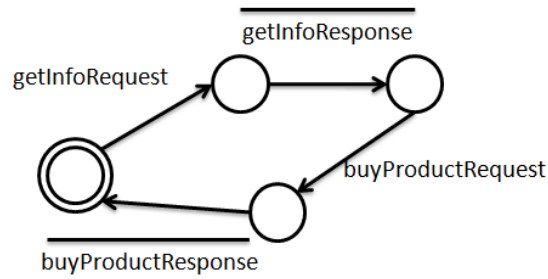 getInfoResponse
getInfoRequest
buyProductRequest
buyProductResponse